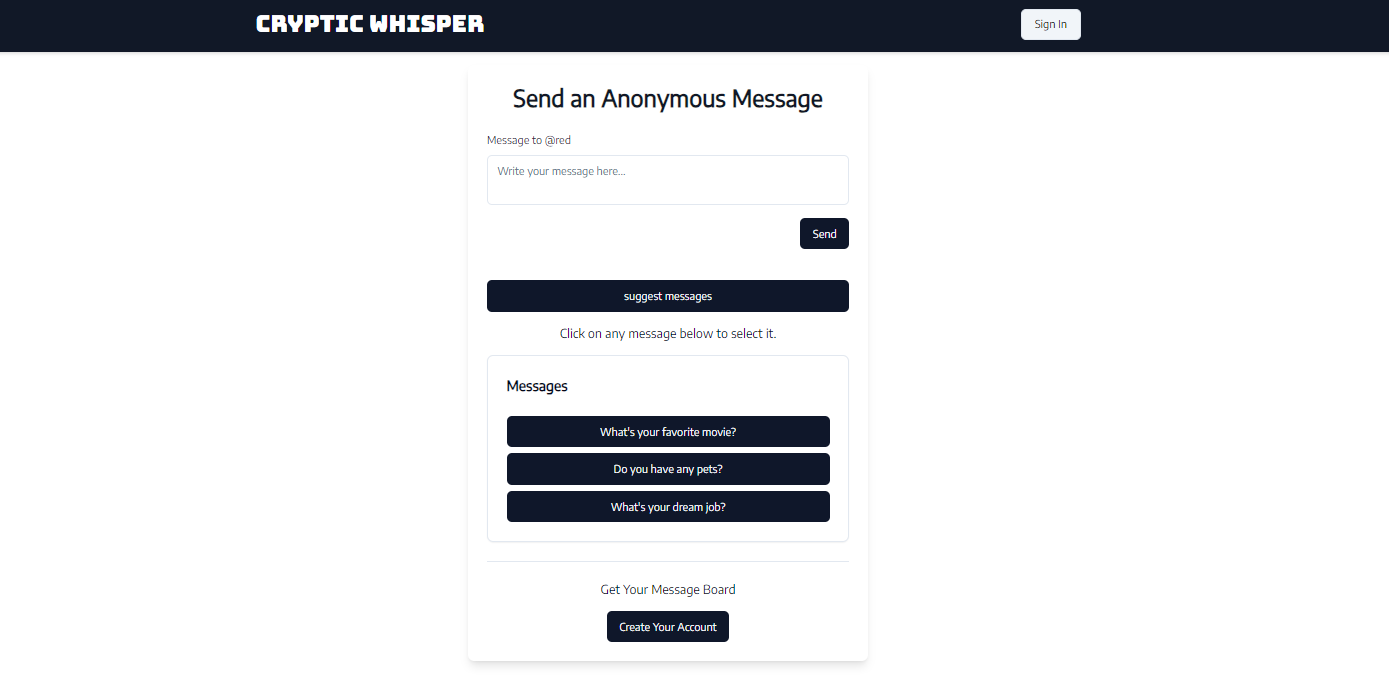 CRYPTIC WHISPER
Sign In
Send an Anonymous Message
Message to @red
Write your message here...
Send
suggest messages
Click on any message below to select it.
Messages
What's your favorite movie?
Do you have any pets?
What's your dream job?
Get Your Message Board
Create Your Account